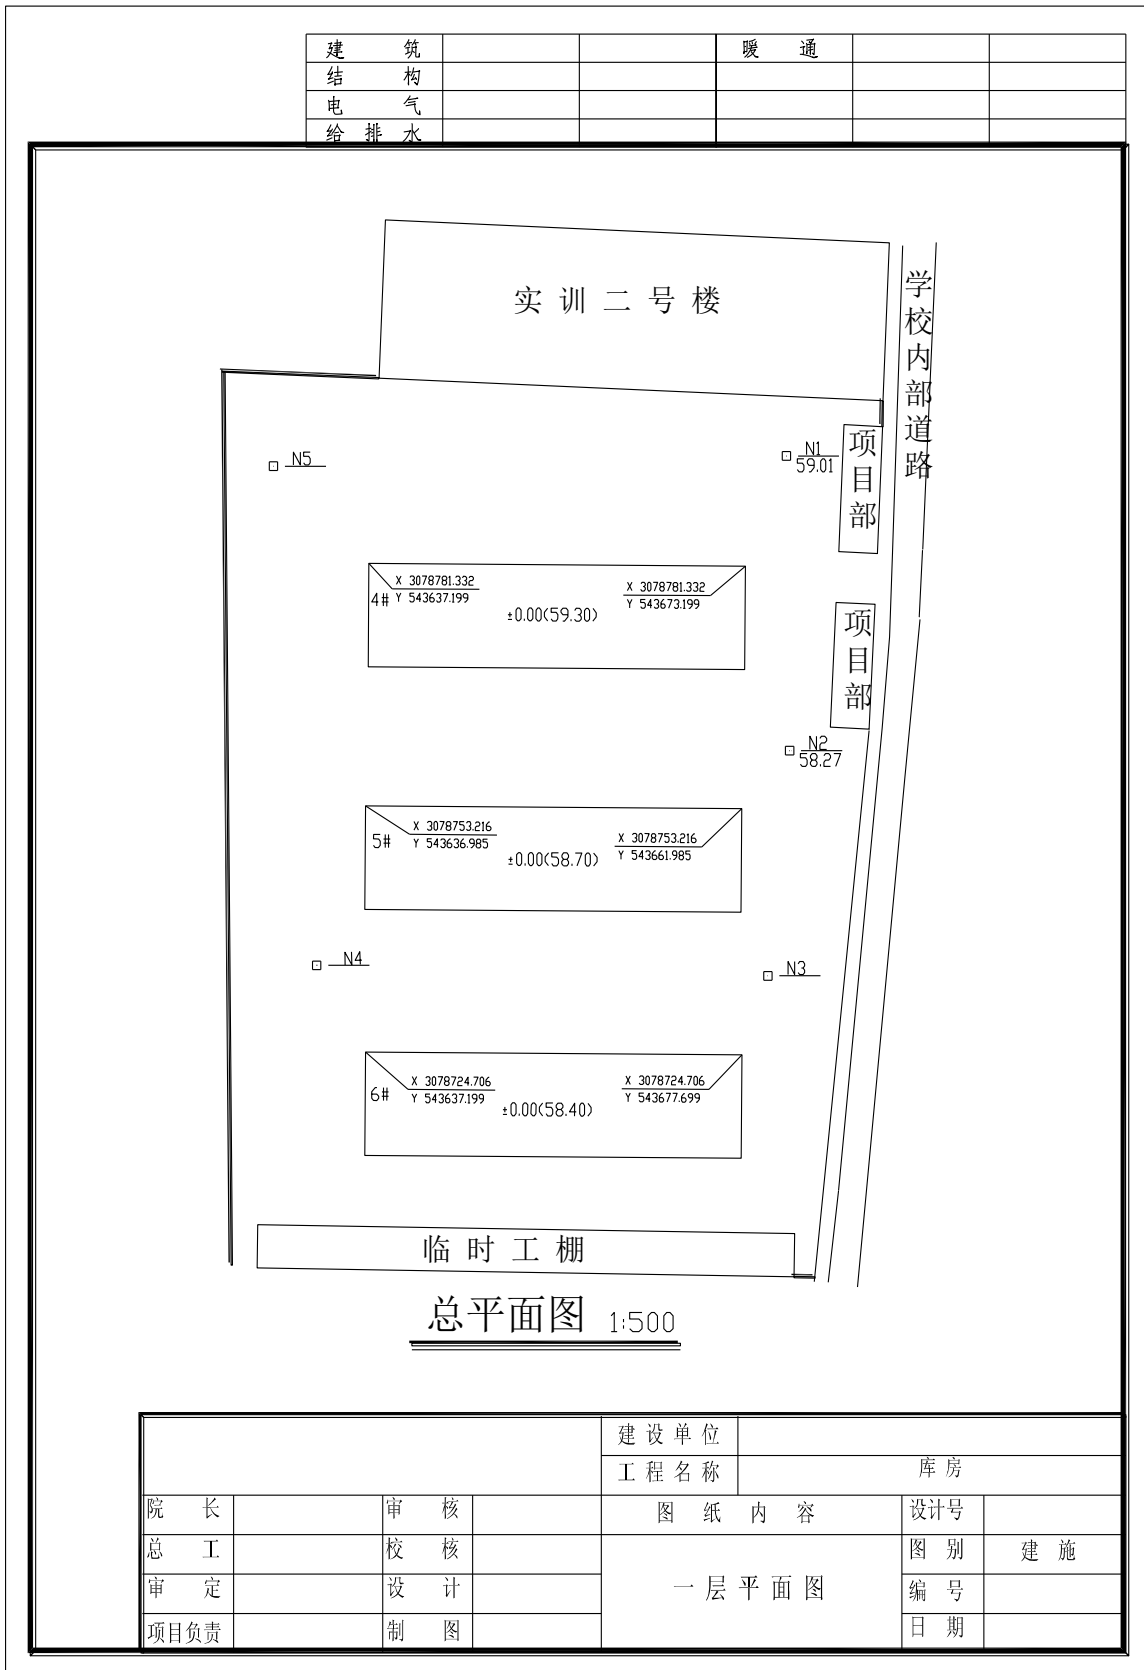 建 筑 暖 通
结 构
电 气
给 排 水
实训二号楼
学校内部道路
N5
N1
59.01
项目部
X 3078781.332
Y 543637.199
X 3078781.332
Y 543673.199
4#
±0.00(59.30)
项目部
N2
58.27
X 3078753.216
Y 543636.985
X 3078753.216
Y 543661.985
5#
±0.00(58.70)
N4
N3
X 3078724.706
Y 543637.199
X 3078724.706
Y 543677.699
6#
±0.00(58.40)
临时工棚
总平面图 1:500
建设单位
工程名称 库房
院 长 审 核 图 纸 内 容 设计号
总 工 校 核 图 别 建 施
审 定 设 计 一层平面图 编 号
项目负责 制 图 日 期